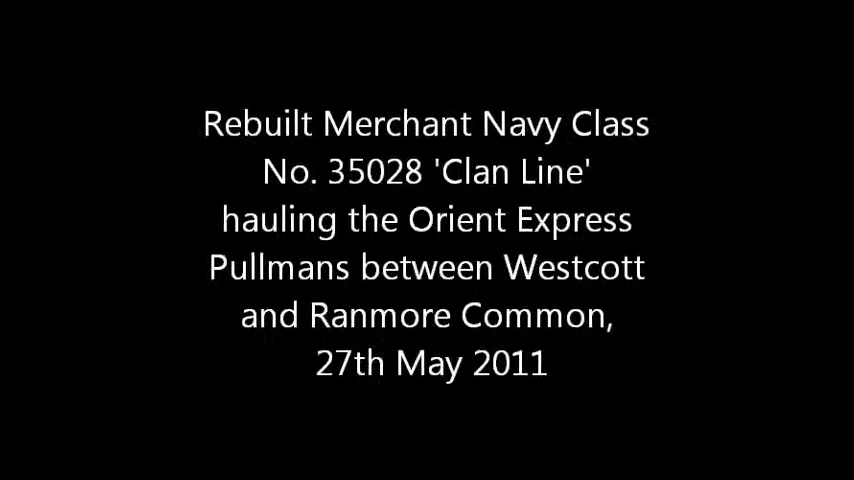 Rebuilt Merchant Navy Class
No. 35028 'Clan Line'
hauling the Orient Express
Pullmans between Westcott
and Ranmore Common,
27th May 2011